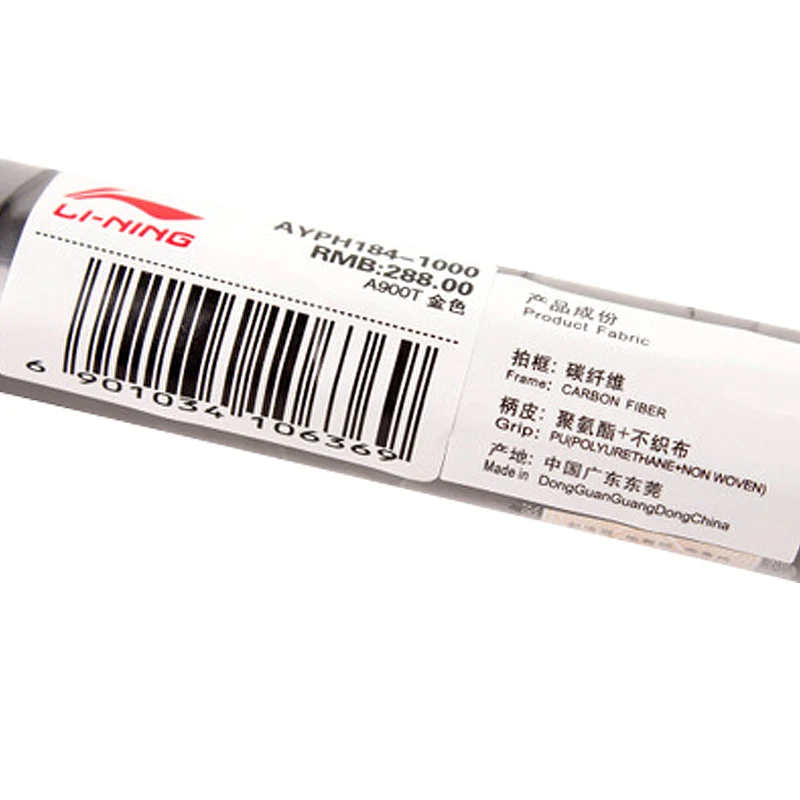 LI-NING
AYPH184-1000
RMB:288.00
A900T 金色
6 901034 106369
产品成份
Product Fabric
拍框: 碳纤维
Frame: CARBON FIBER
柄皮: 聚氨酯+不织布
Grip: PU(POLYURETHANE+NON WOVEN)
产地: 中国广东东莞
Made in DongGuanGuangDongChina